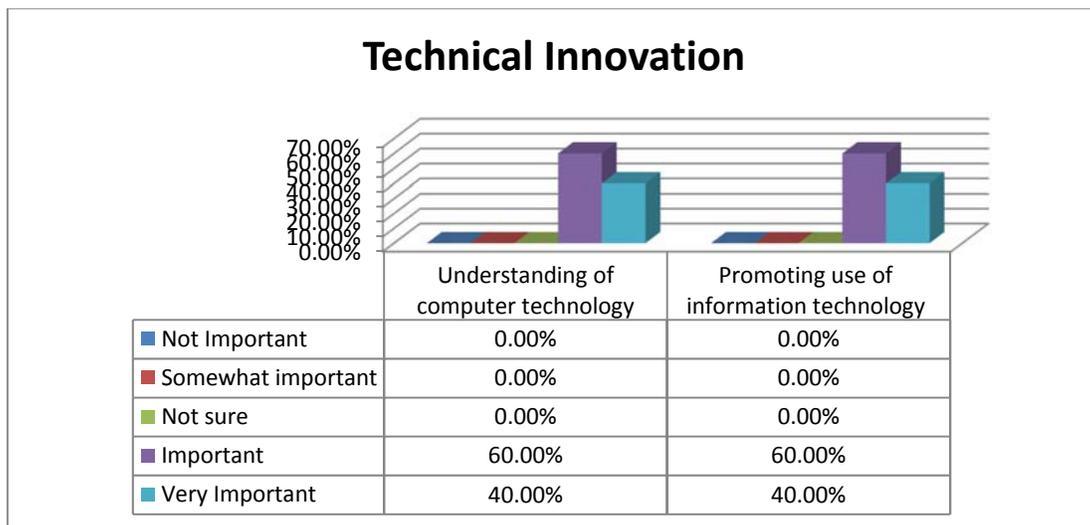 Technical Innovation
70.00%
60.00%
50.00%
40.00%
30.00%
20.00%
10.00%
0.00%
Understanding of
computer technology
Promoting use of
information technology
Not Important 0.00% 0.00%
Somewhat important 0.00% 0.00%
Not sure 0.00% 0.00%
Important 60.00% 60.00%
Very Important 40.00% 40.00%